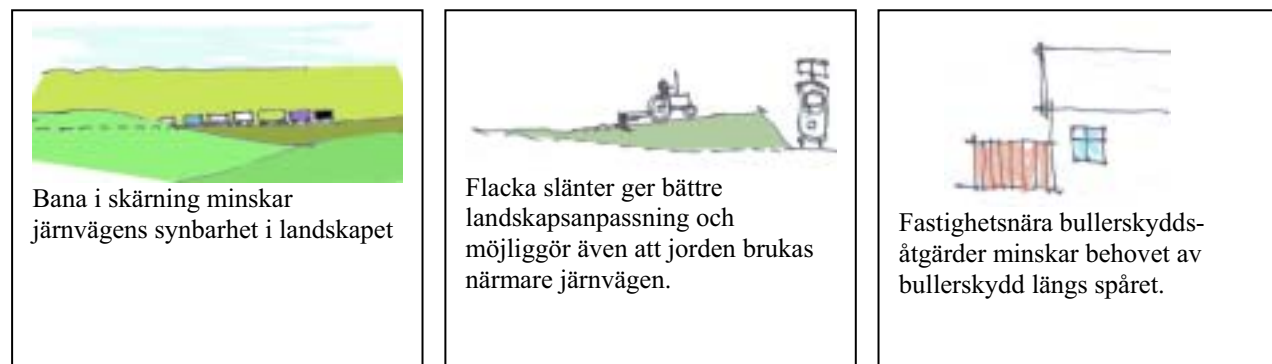 Bana i skärning minskar
järnvägens synbarhet i landskapet
Flacka slänter ger bättre
landskapsanpassning och
möjliggör även att jorden brukas
närmare järnvägen.
Fastighetsnära bullerskydds-
åtgärder minskar behovet av
bullerskydd längs spåret.